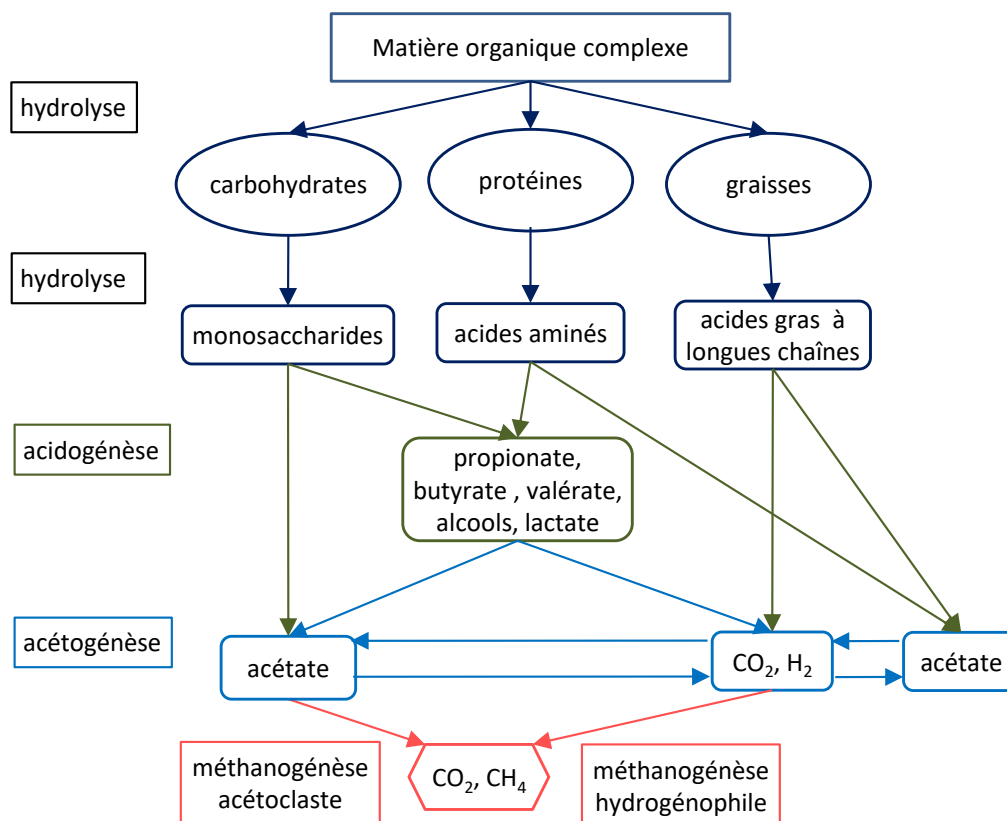 Matière organique complexe
hydrolyse
carbohydrates
protéines
graisses
hydrolyse
monosaccharides
acides aminés
acides gras à
longues chaînes
acidogénèse
propionate,
butyrate , valérate,
alcools, lactate
acétogénèse
acétate
CO₂, H₂
acétate
méthanogénèse
acétoclaste
CO₂, CH₄
méthanogénèse
hydrogénophile